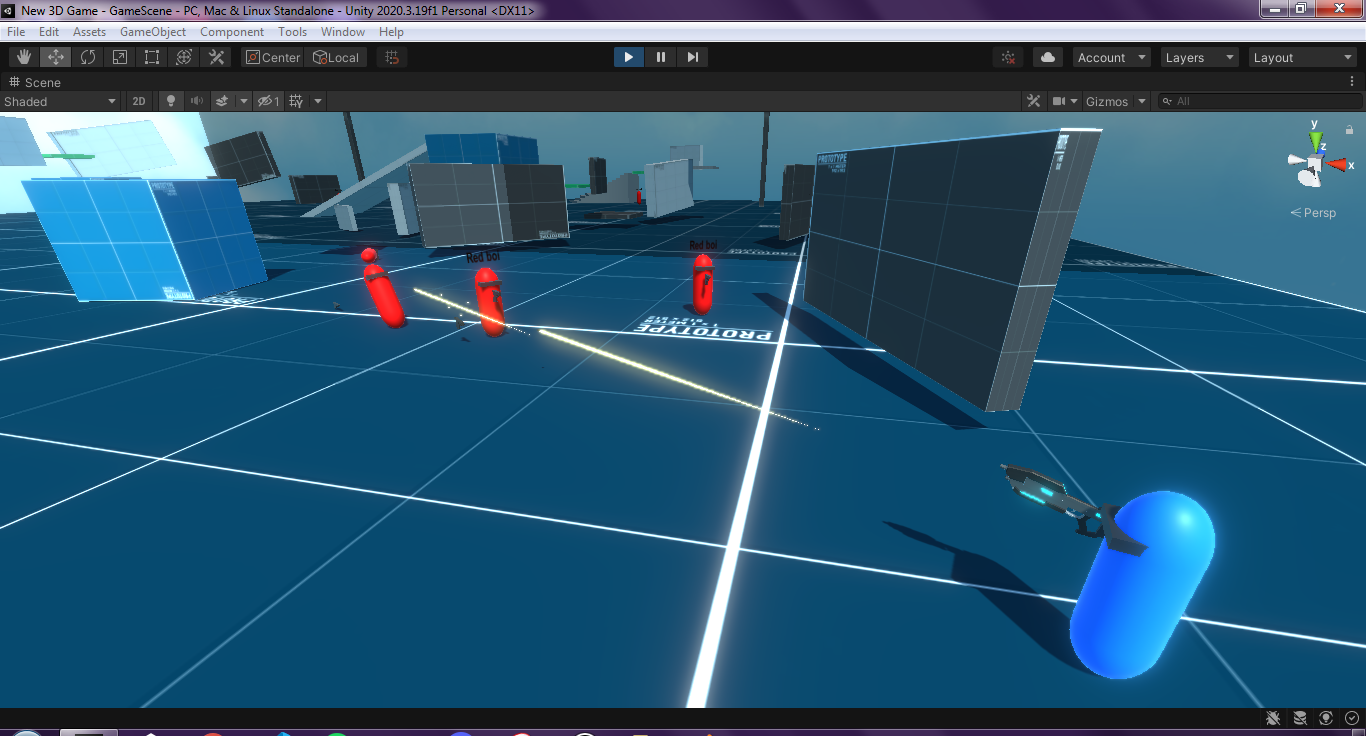 New 3D Game - GameScene - PC, Mac & Linux Standalone - Unity 2020.3.19f1 Personal <DX11>
File Edit Assets GameObject Component Tools Window Help
Center Local Account Layers Layout
Scene
Shaded 2D 1 Gizmos All
y
z
x
Persp
PROTOTYPE
Red boi
Red boi
PROTOTYPE